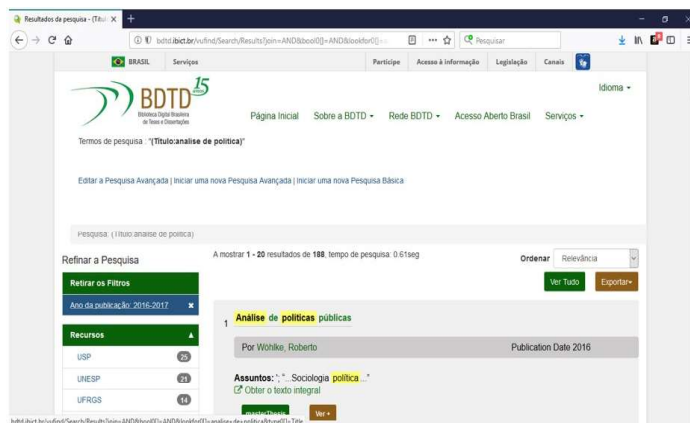 Resultados da pesquisa - (Títul X +
bdtd.ibict.br/vufind/Search/Results?join=AND&bool0[]=AND&lookfor0[]=
Pesquisar
BRASIL Serviços Participe Acesso à informação Legislação Canais
Idioma
BDTD 15
Biblioteca Digital Brasileira
de Teses e Dissertações
Página Inicial Sobre a BDTD Rede BDTD Acesso Aberto Brasil Serviços
Termos de pesquisa : "(Título:analise de politica)"
Editar a Pesquisa Avançada | Iniciar uma nova Pesquisa Avançada | Iniciar uma nova Pesquisa Básica
Pesquisa: (Título:analise de politica)
Refinar a Pesquisa
A mostrar 1 - 20 resultados de 188, tempo de pesquisa: 0.61seg
Ordenar Relevância
Retirar os Filtros
Ver Tudo Exportar
Ano da publicação: 2016-2017 ×
1 Análise de políticas públicas
Recursos
Por Wöhlke, Roberto Publication Date 2016
USP 25
UNESP 21
Assuntos: '; "...Sociologia política..."
Obter o texto integral
UFRGS 14
masterThesis Ver +
bdtd.ibict.br/vufind/Search/Results?join=AND&bool0[]=AND&lookfor0[]=analise+de+politica&type0[]=Title